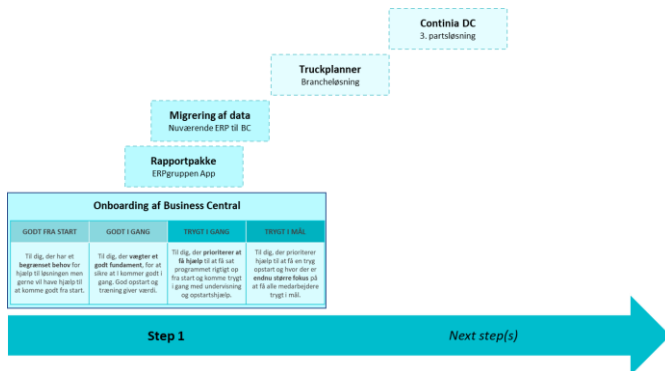 Continia DC
3. partsløsning
Truckplanner
Brancheløsning
Migrering af data
Nuværende ERP til BC
Rapportpakke
ERPgruppen App
Onboarding af Business Central
GODT FRA START
Til dig, der har et
begrænset behov for
hjælp til løsningen men
gerne vil have hjælp til
at komme godt fra start.
GODT I GANG
Til dig, der vægter et
godt fundament, for at
sikre at I kommer godt i
gang. God opstart og
træning giver værdi.
TRYGT I GANG
Til dig, der prioriterer at
få hjælp til at få sat
programmet rigtigt op
fra start og komme trygt
i gang med undervisning
og opstartshjælp.
TRYGT I MÅL
Til dig, der prioriterer
hjælp til at få en tryg
opstart og hvor der er
endnu større fokus på
at få alle medarbejdere
trygt i mål.
Step 1
Next step(s)